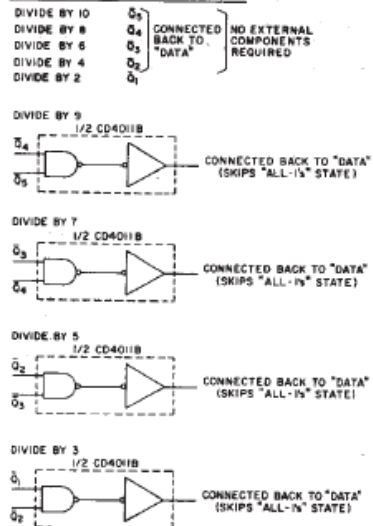 DIVIDE BY 10 Q̅5 CONNECTED NO EXTERNAL
DIVIDE BY 8 Q̅4 BACK TO COMPONENTS
DIVIDE BY 6 Q̅3 "DATA" REQUIRED
DIVIDE BY 4 Q̅2
DIVIDE BY 2 Q̅1
DIVIDE BY 9
1/2 CD4011B
Q̅4
Q̅5
CONNECTED BACK TO "DATA"
(SKIPS "ALL-1's" STATE)
DIVIDE BY 7
1/2 CD4011B
Q̅3
Q̅4
CONNECTED BACK TO "DATA"
(SKIPS "ALL-1's" STATE)
DIVIDE BY 5
1/2 CD4011B
Q̅2
Q̅3
CONNECTED BACK TO "DATA"
(SKIPS "ALL-1's" STATE)
DIVIDE BY 3
1/2 CD4011B
Q̅1
Q̅2
CONNECTED BACK TO "DATA"
(SKIPS "ALL-1's" STATE)